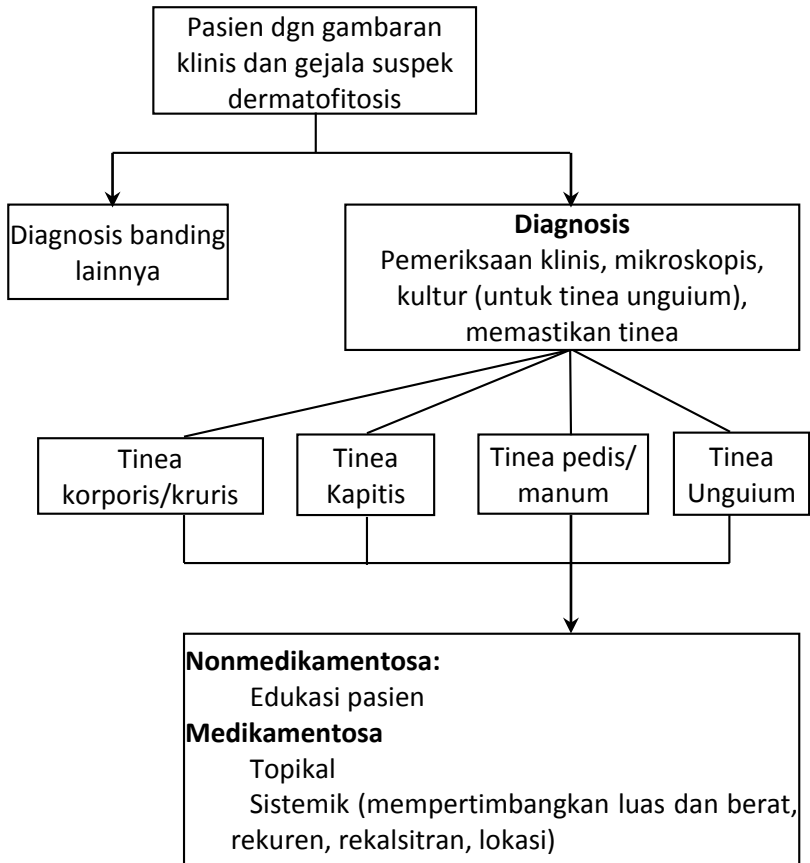 Pasien dgn gambaran
klinis dan gejala suspek
dermatofitosis
Diagnosis banding
lainnya
Diagnosis
Pemeriksaan klinis, mikroskopis,
kultur (untuk tinea unguium),
memastikan tinea
Tinea
korporis/kruris
Tinea
Kapitis
Tinea pedis/
manum
Tinea
Unguium
Nonmedikamentosa:
Edukasi pasien
Medikamentosa
Topikal
Sistemik (mempertimbangkan luas dan berat,
rekuren, rekalsitran, lokasi)